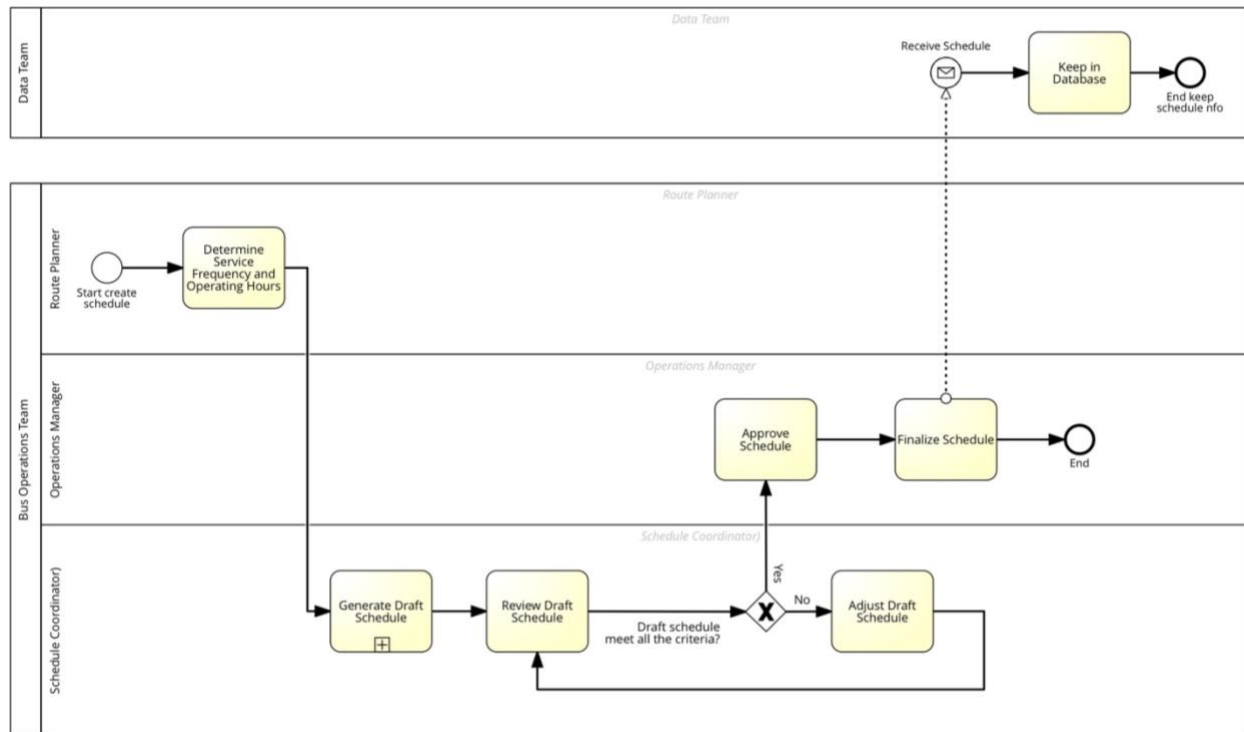 Data Team
Data Team
Receive Schedule
Keep in
Database
End keep
schedule nfo
Bus Operations Team
Route Planner
Route Planner
Start create
schedule
Determine
Service
Frequency and
Operating Hours
Operations Manager
Operations Manager
Approve
Schedule
Finalize Schedule
End
Schedule Coordinator)
Schedule Coordinator)
Generate Draft
Schedule
Review Draft
Schedule
Draft schedule
meet all the criteria?
Yes
No
Adjust Draft
Schedule